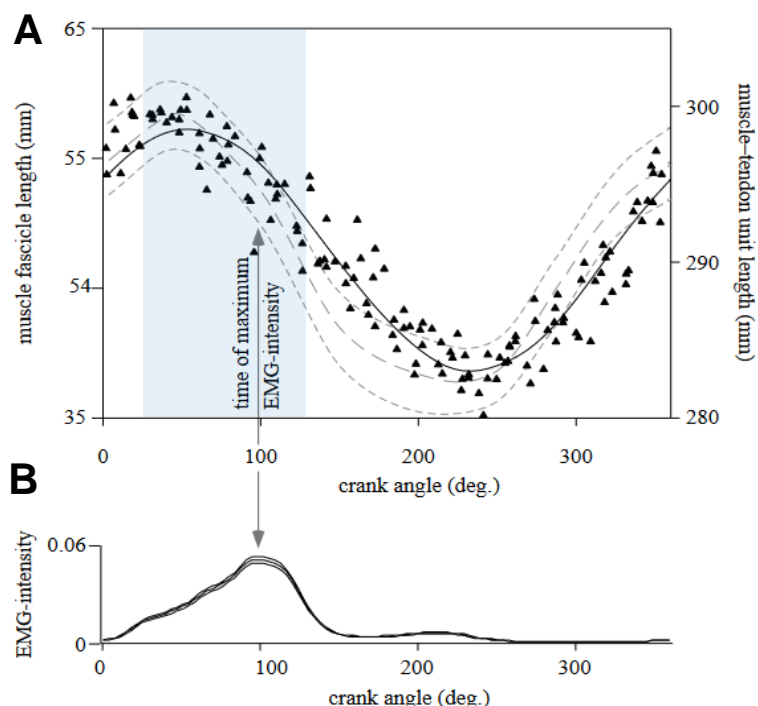 A
65
55
54
35
muscle fascicle length (mm)
300
290
280
muscle–tendon unit length (mm)
time of maximum
EMG-intensity
0
100
200
300
crank angle (deg.)
B
0.06
0
EMG-intensity
0
100
200
300
crank angle (deg.)